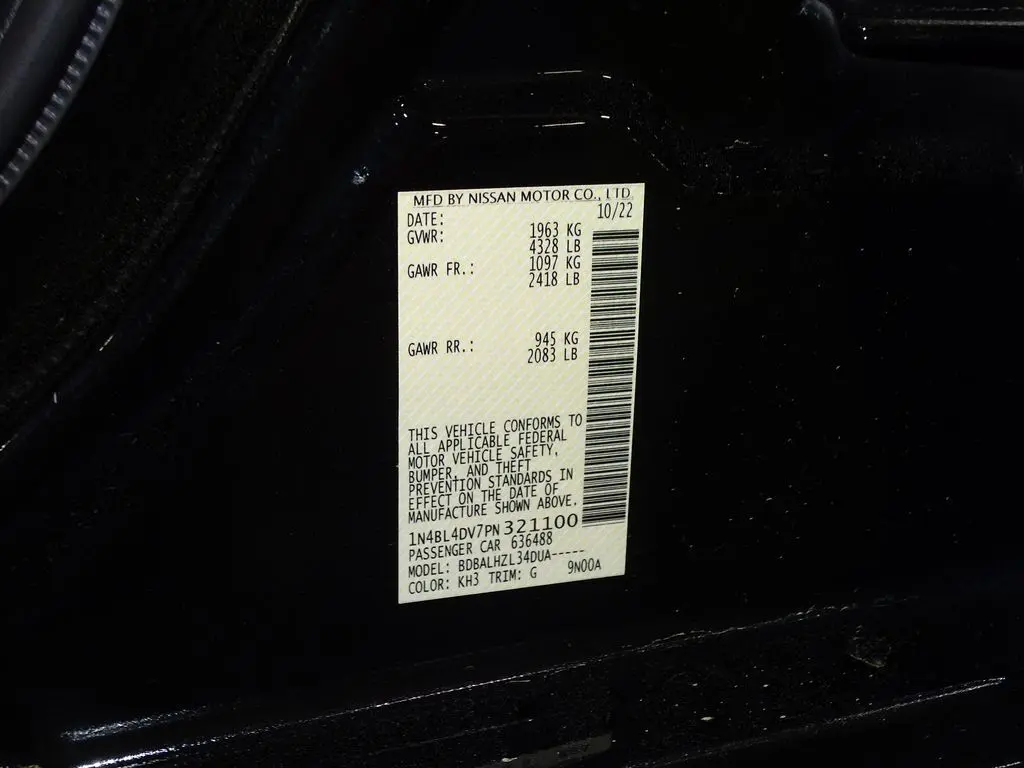 MFD BY NISSAN MOTOR CO., LTD.
DATE: 10/22
GVWR: 1963 KG
4328 LB
GAWR FR.: 1097 KG
2418 LB
GAWR RR.: 945 KG
2083 LB
THIS VEHICLE CONFORMS TO
ALL APPLICABLE FEDERAL
MOTOR VEHICLE SAFETY,
BUMPER, AND THEFT
PREVENTION STANDARDS IN
EFFECT ON THE DATE OF
MANUFACTURE SHOWN ABOVE.
1N4BL4DV7PN 321100
PASSENGER CAR 636488
MODEL: BDBALHZL34DUA-----
COLOR: KH3 TRIM: G 9N00A